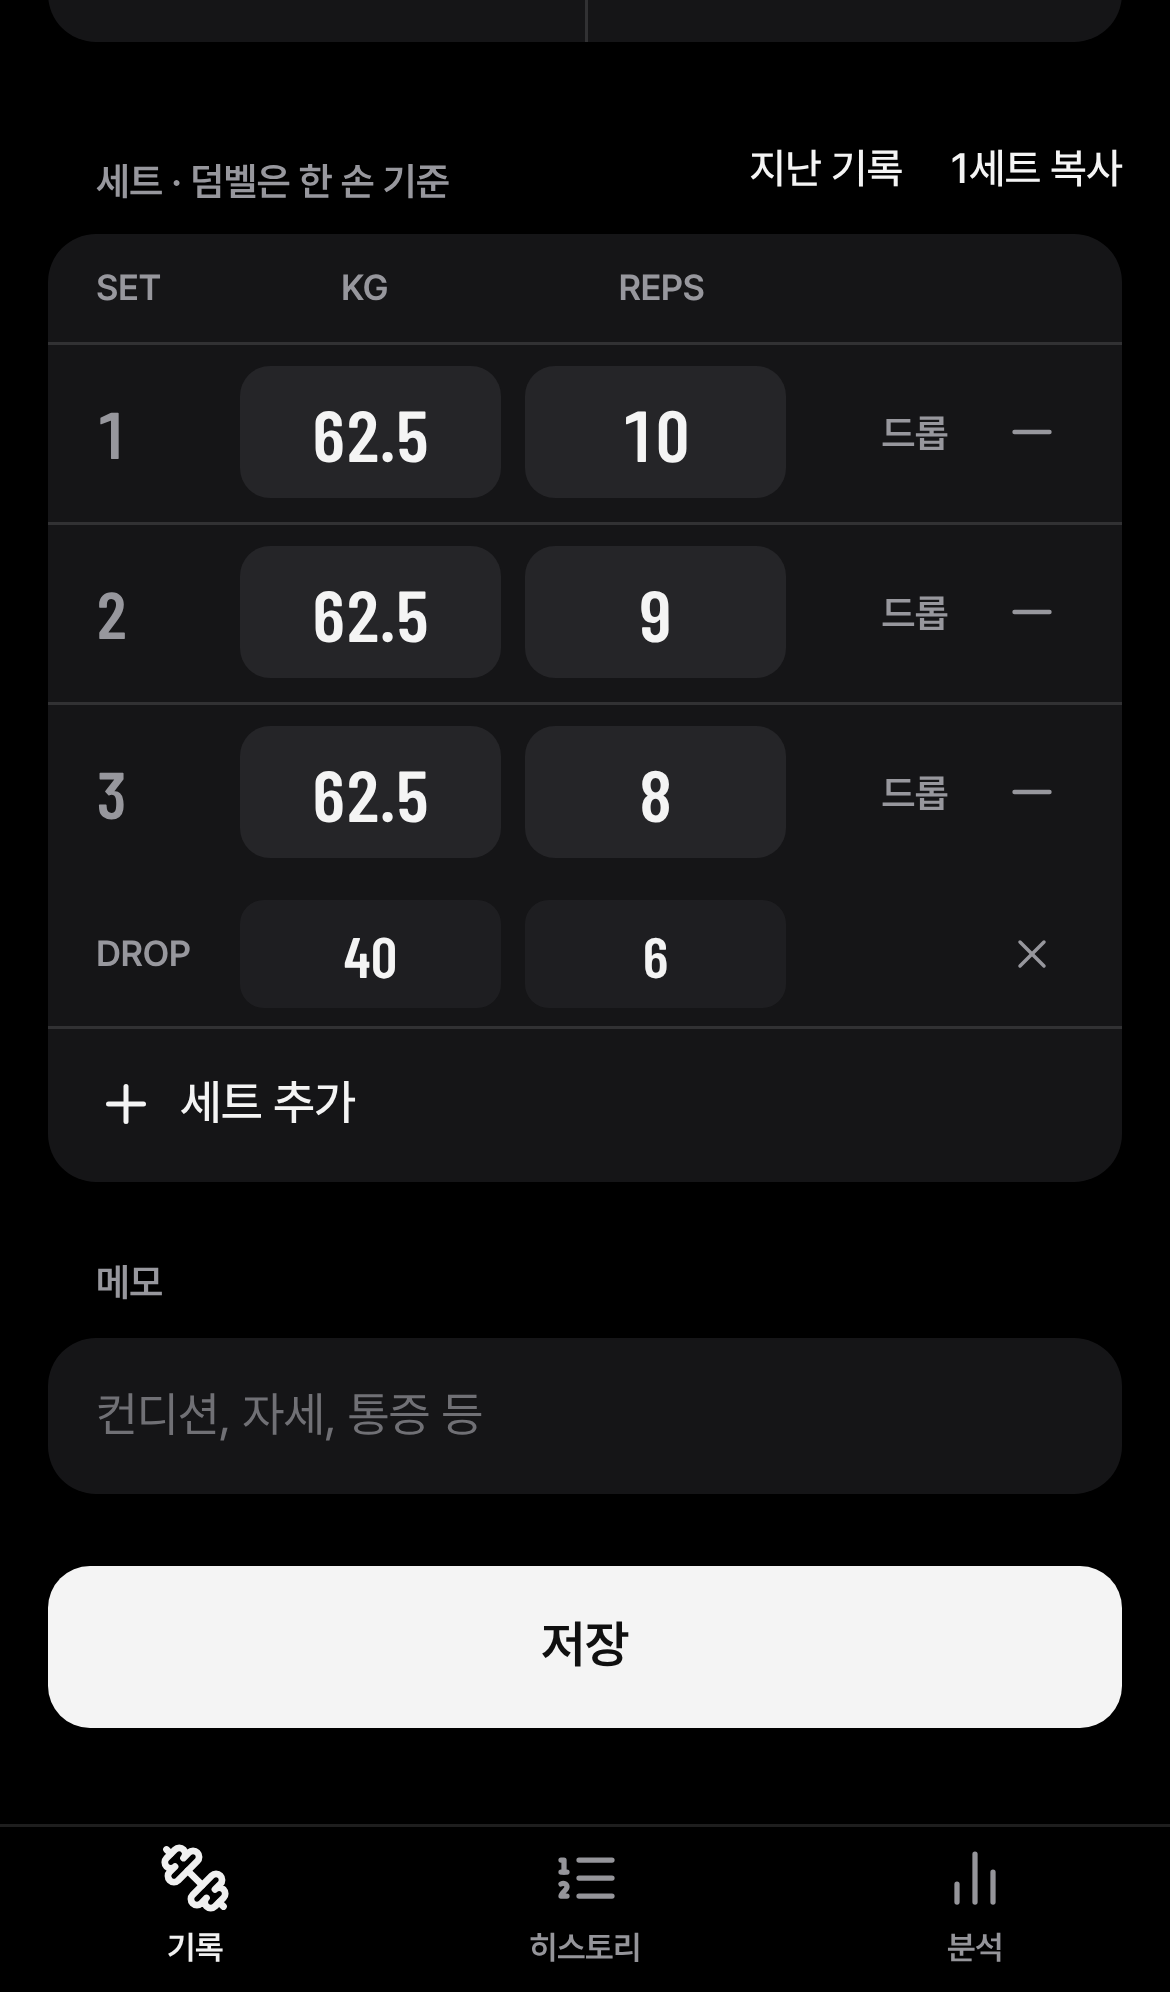 세트 · 덤벨은 한 손 기준 지난 기록 1세트 복사
SET KG REPS
1 62.5 10 드롭
2 62.5 9 드롭
3 62.5 8 드롭
DROP 40 6
세트 추가
메모
컨디션, 자세, 통증 등
저장
기록 히스토리 분석